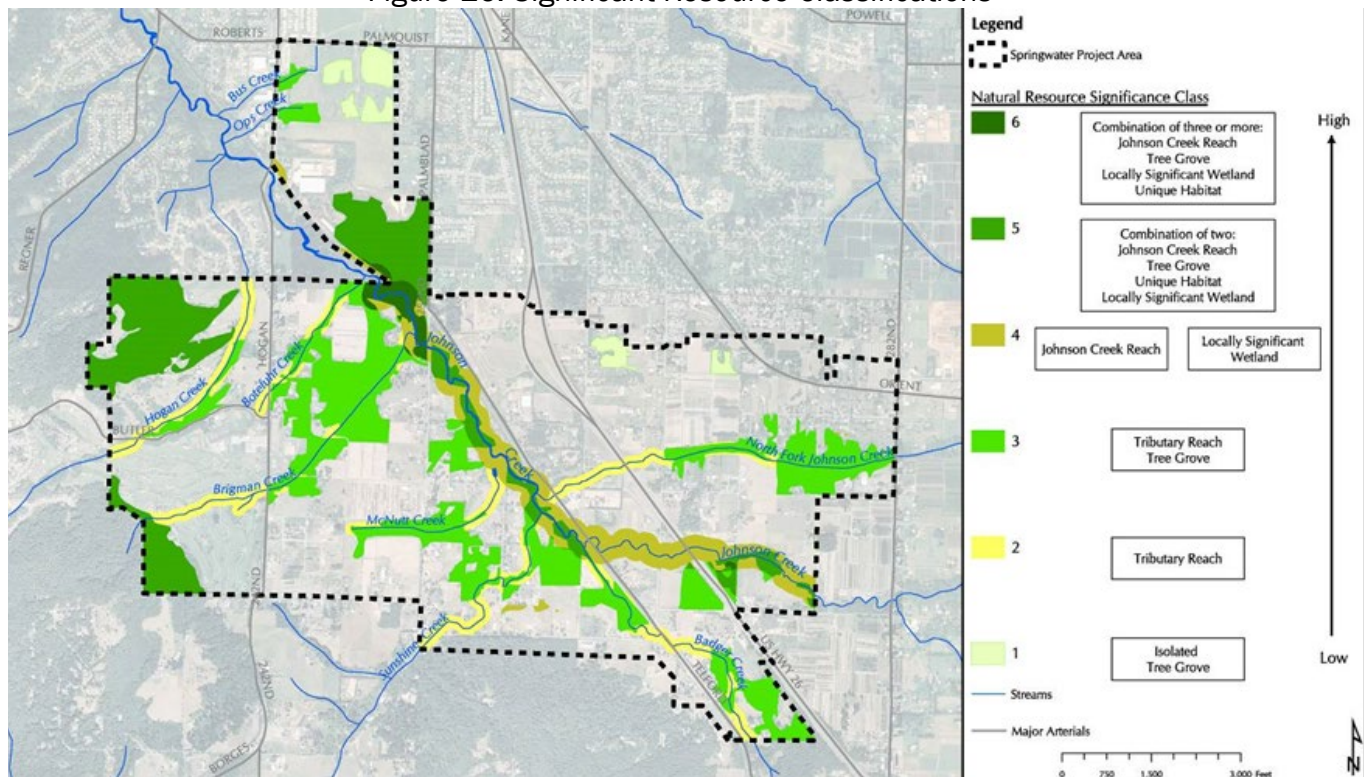 Figure Significant Resource Classifications
ROBERTS
PALMQUIST
KANE
POWELL
Bus Creek
Ops Creek
PALMBLAD
REGNER
HOGAN
282ND
Johnson
Botefuhr Creek
Hogan Creek
ORIENT
BUTLER
North Fork Johnson Creek
Creek
Brigman Creek
McNutt Creek
Johnson Creek
242ND
Sunshine Creek
Badger Creek
US HWY 26
TELFORD
242ND
BORGES
Legend
Springwater Project Area
Natural Resource Significance Class
6
Combination of three or more:
Johnson Creek Reach
Tree Grove
Locally Significant Wetland
Unique Habitat
High
5
Combination of two:
Johnson Creek Reach
Tree Grove
Unique Habitat
Locally Significant Wetland
4
Johnson Creek Reach
Locally Significant
Wetland
3
Tributary Reach
Tree Grove
2
Tributary Reach
1
Isolated
Tree Grove
Low
Streams
Major Arterials
0 750 1,500 3,000 Feet
N